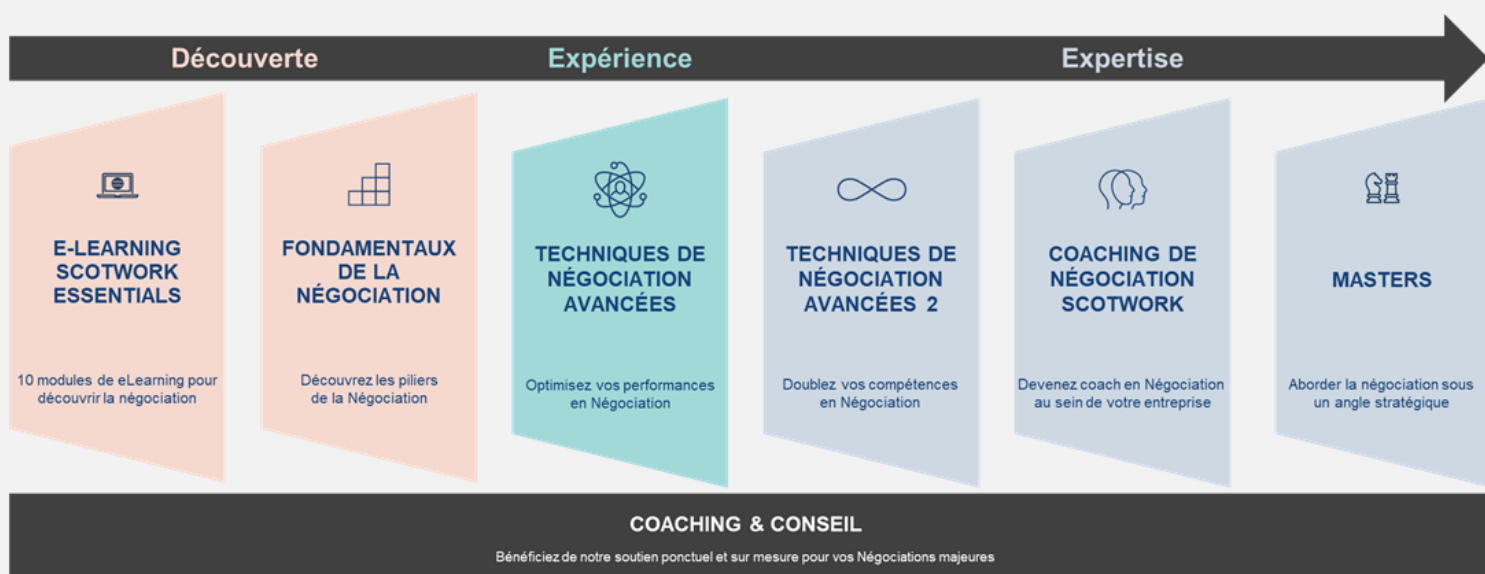 Découverte
Expérience
Expertise
E-LEARNING
SCOTWORK
ESSENTIALS
10 modules de eLearning pour
découvrir la négociation
FONDAMENTAUX
DE LA
NÉGOCIATION
Découvrez les piliers
de la Négociation
TECHNIQUES DE
NÉGOCIATION
AVANCÉES
Optimisez vos performances
en Négociation
TECHNIQUES DE
NÉGOCIATION
AVANCÉES 2
Doublez vos compétences
en Négociation
COACHING DE
NÉGOCIATION
SCOTWORK
Devenez coach en Négociation
au sein de votre entreprise
MASTERS
Aborder la négociation sous
un angle stratégique
COACHING & CONSEIL
Bénéficiez de notre soutien ponctuel et sur mesure pour vos Négociations majeures